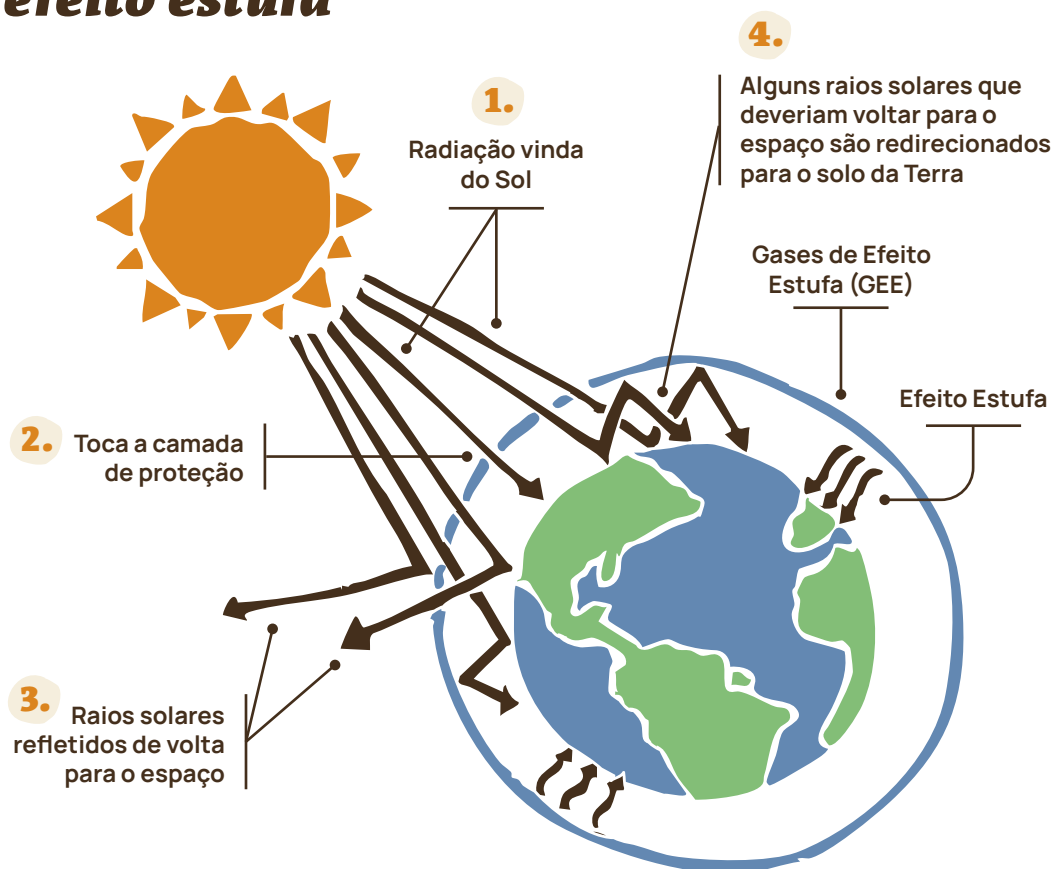 efeito estufa
1.
Radiação vinda
do Sol
2.
Toca a camada
de proteção
3.
Raios solares
refletidos de volta
para o espaço
4.
Alguns raios solares que
deveriam voltar para o
espaço são redirecionados
para o solo da Terra
Gases de Efeito
Estufa (GEE)
Efeito Estufa